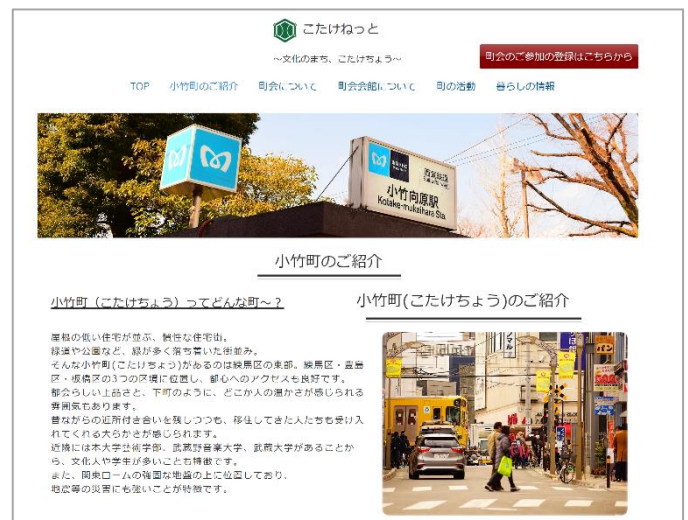 こたけねっと
～文化のまち、こたけちょう～
町会のご参加の登録はこちらから
TOP 小竹町のご紹介 町会について 町会会館について 町の活動 暮らしの情報
小竹向原駅
Kotake-mukaihara Sta.
小竹町のご紹介
小竹町（こたけちょう）ってどんな町～？
小竹町(こたけちょう)のご紹介
屋根の低い住宅が並ぶ、閑静な住宅街。
緑道や公園など、緑が多く落ち着いた街並み。
そんな小竹町(こたけちょう)があるのは練馬区の東部。練馬区・豊島
区・板橋区の3つの区境に位置し、都心へのアクセスも良好です。
都会らしい上品さと、下町のように、どこか人の温かさが感じられる
雰囲気もあります。
昔ながらの近所付き合いを残しつつも、移住してきた人たちも受け入
れてくれる大らかさが感じられます。
近隣には本大学芸術学部、武蔵野音楽大学、武蔵大学があることか
ら、文化人や学生が多いことも特徴です。
また、関東ロームの強固な地盤の上に位置しており、
地震等の災害にも強いことが特徴です。